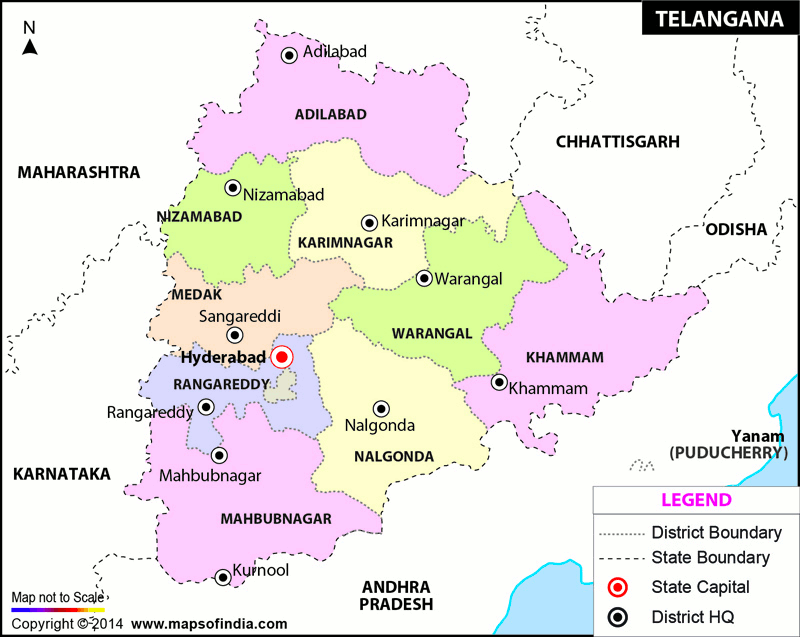 TELANGANA
N
Adilabad
ADILABAD
CHHATTISGARH
MAHARASHTRA
Nizamabad
NIZAMABAD
Karimnagar
KARIMNAGAR
ODISHA
Warangal
MEDAK
Sangareddi
WARANGAL
Hyderabad
KHAMMAM
RANGAREDDY
Khammam
Rangareddy
Nalgonda
Yanam
(PUDUCHERRY)
NALGONDA
KARNATAKA
Mahbubnagar
MAHBUBNAGAR
Kurnool
ANDHRA
PRADESH
LEGEND
District Boundary
State Boundary
State Capital
District HQ
Map not to Scale
Copyright © 2014 www.mapsofindia.com